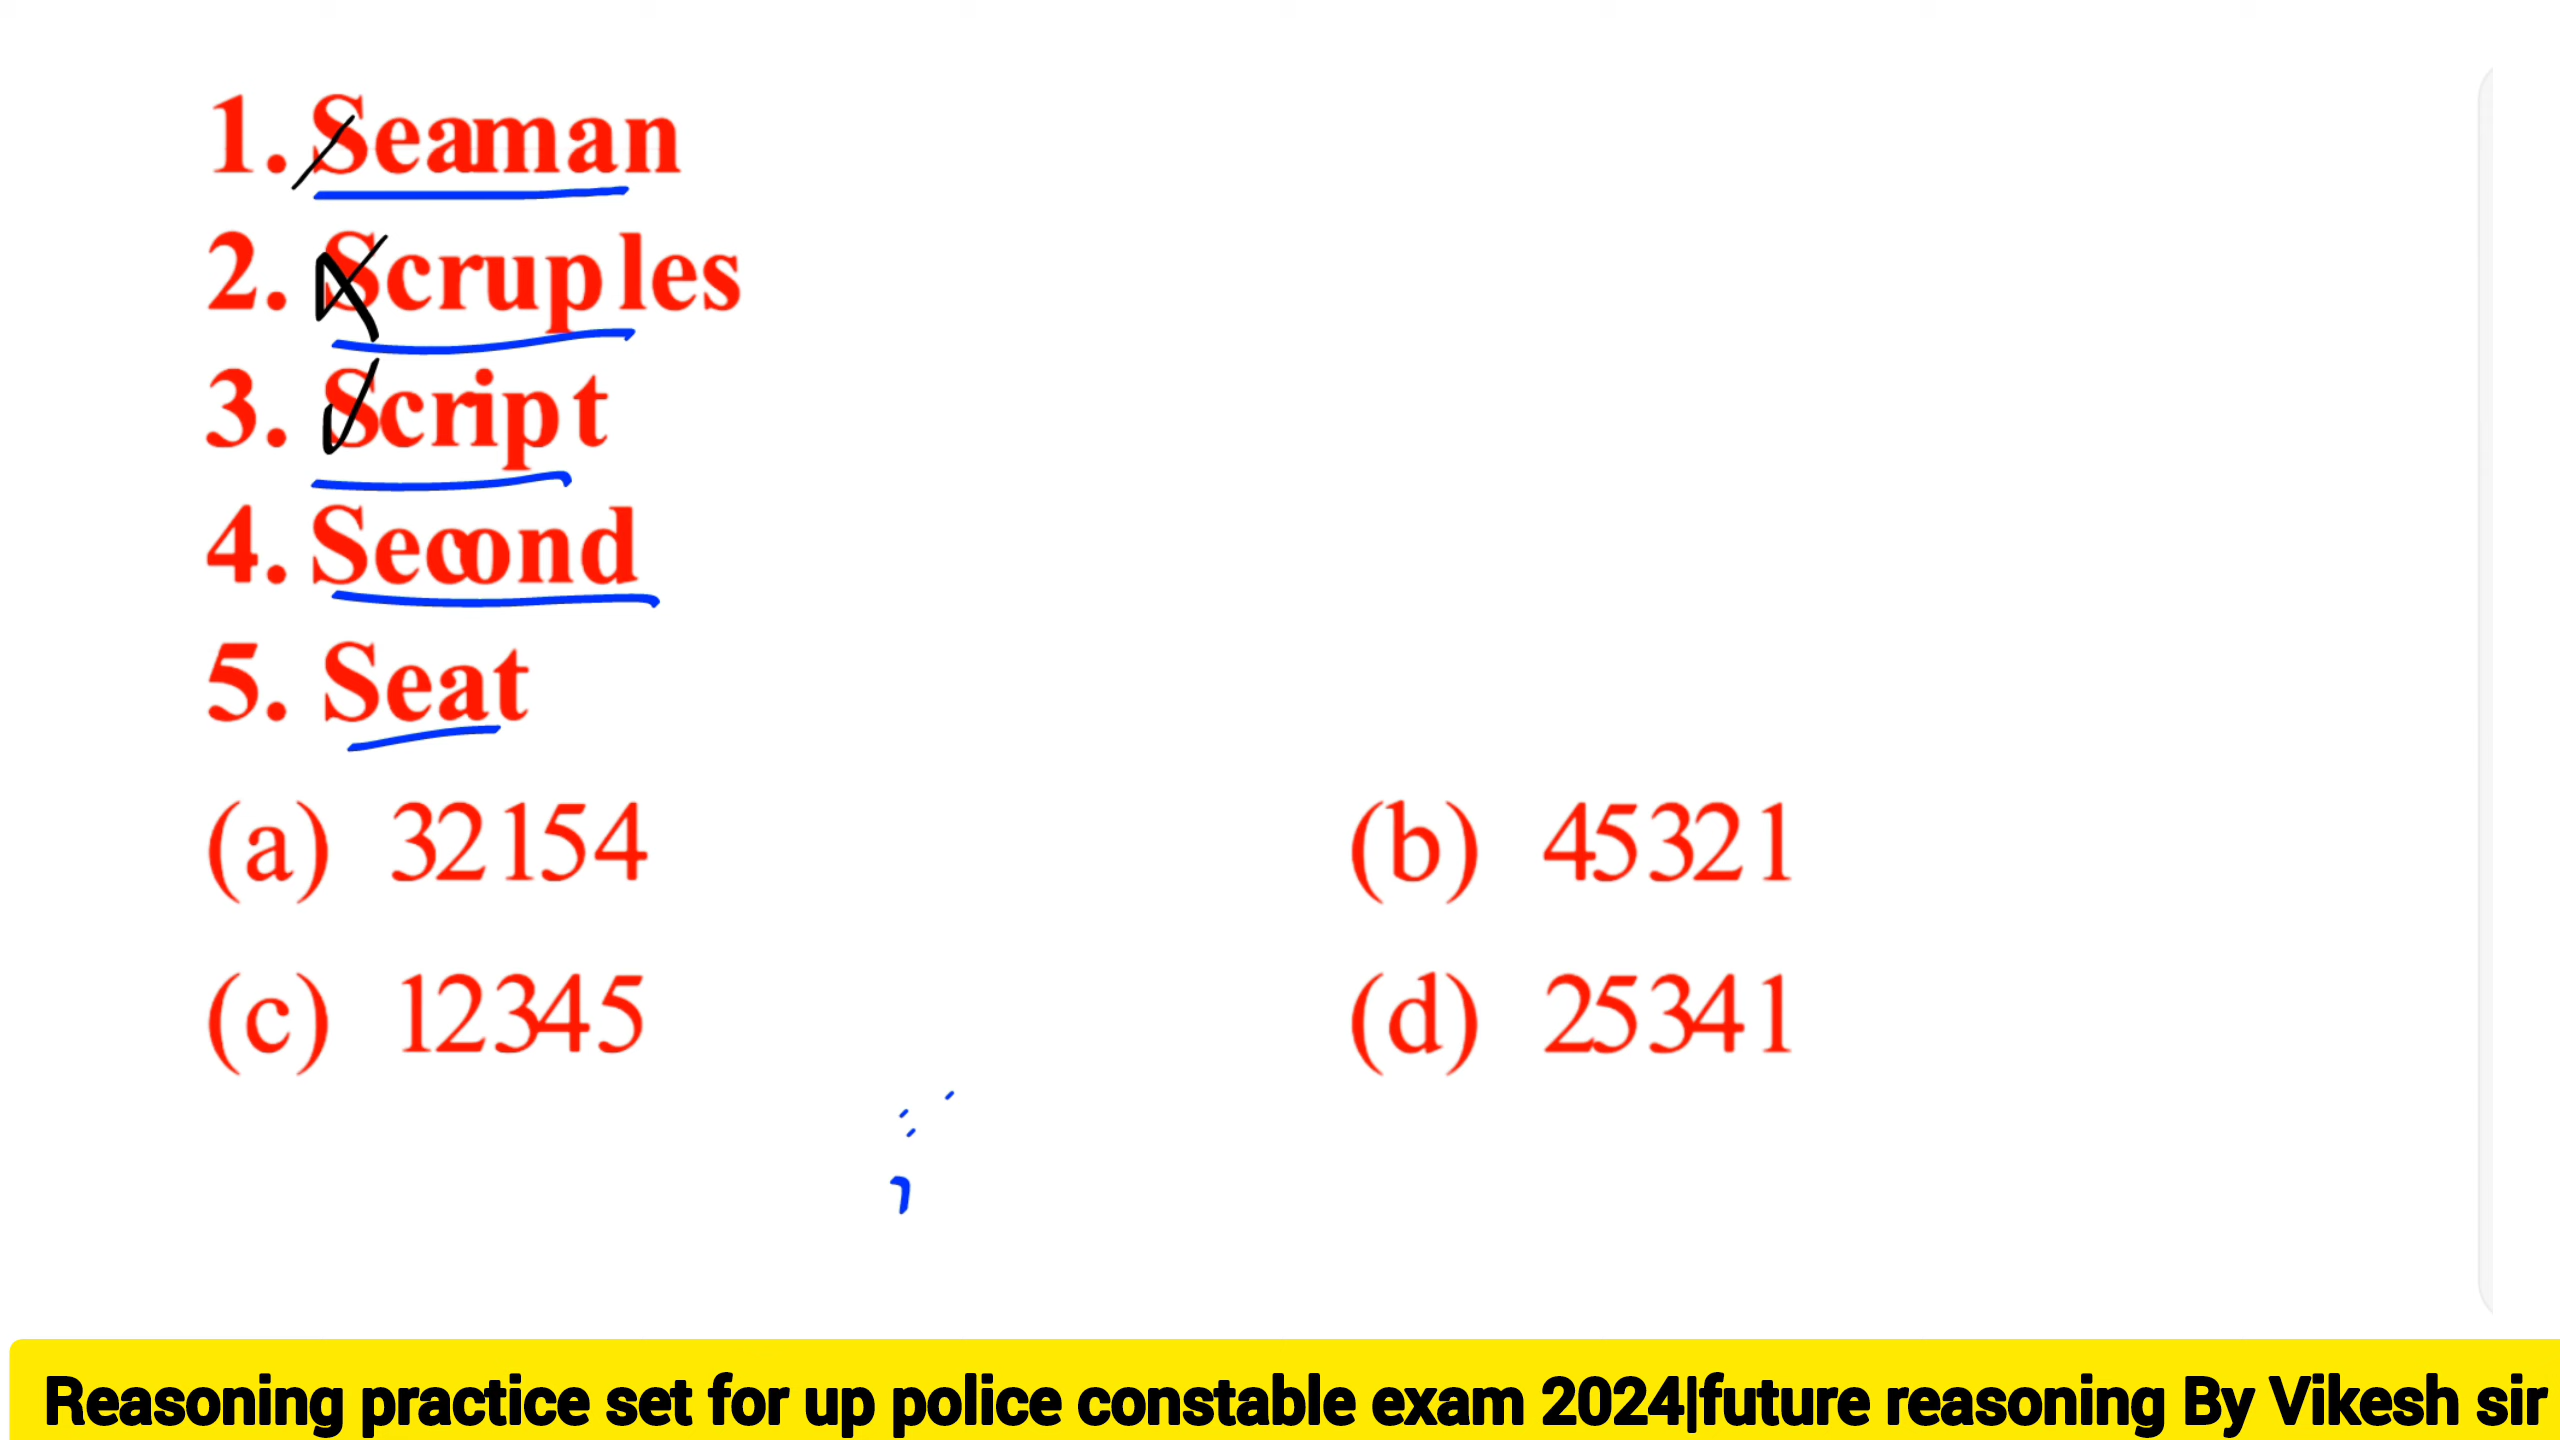 1. Seaman
2. Scruples
3. Script
4. Second
5. Seat
(a) 32154 (b) 45321
(c) 12345 (d) 25341
Reasoning practice set for up police constable exam 2024|future reasoning By Vikesh sir